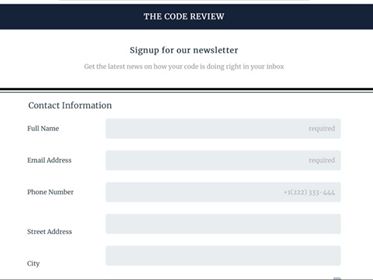 THE CODE REVIEW
Signup for our newsletter
Get the latest news on how your code is doing right in your inbox
Contact Information
Full Name
required
Email Address
required
Phone Number
+1(222) 333-444
Street Address
City